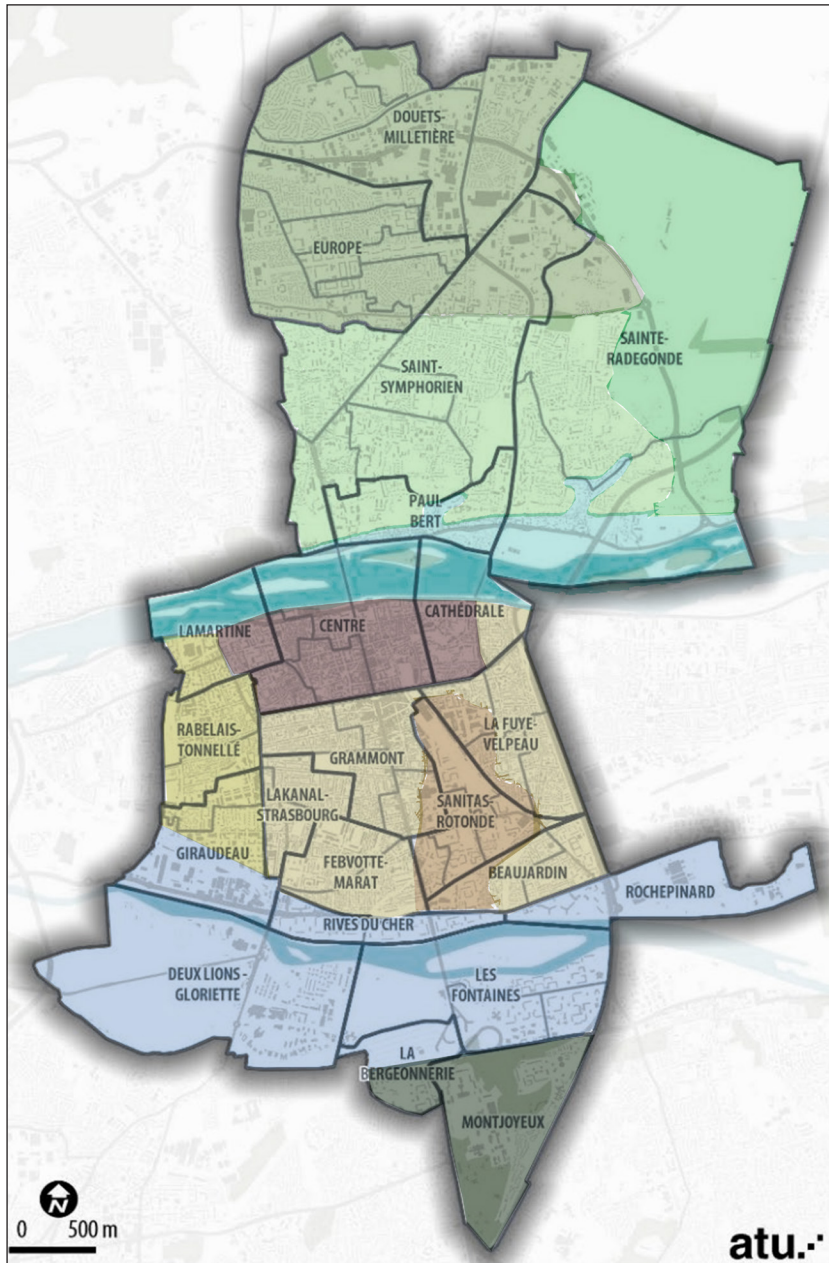 DOUETS-
MILLETIÈRE
EUROPE
SAINTE-
RADEGONDE
SAINT-
SYMPHORIEN
PAUL
BERT
CATHÉDRALE
CENTRE
LAMARTINE
RABELAIS-
TONNELLÉ
LA FUYE-
VELPEAU
GRAMMONT
LAKANAL-
STRASBOURG
SANITAS-
ROTONDE
GIRAUDEAU
FEBVOTTE-
MARAT
BEAUJARDIN
ROCHEPINARD
RIVES DU CHER
DEUX LIONS-
GLORIETTE
LES
FONTAINES
LA
BERGEONNERIE
MONTJOYEUX
N
0 500 m
atu.